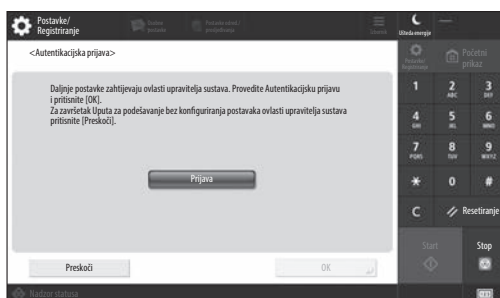 Postavke/
Registriranje
Ušteda energije
<Autentikacijska prijava>
Početni
prikaz
Daljnje postavke zahtijevaju ovlasti upravitelja sustava. Provedite Autentikacijsku prijavu
i pritisnite [OK].
Za završetak Uputa za podešavanje bez konfiguriranja postavaka ovlasti upravitelja sustava
pritisnite [Preskoči].
Prijava
Preskoči
OK
Nadzor statusa
1
2
ABC
3
DEF
4
GHI
5
JKL
6
MNO
7
PQRS
8
TUV
9
WXYZ
*
0
#
C
Resetiranje
Start
Stop